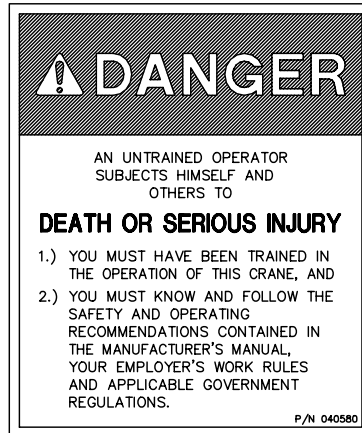 DANGER
AN UNTRAINED OPERATOR
SUBJECTS HIMSELF AND
OTHERS TO
DEATH OR SERIOUS INJURY
1.) YOU MUST HAVE BEEN TRAINED IN
THE OPERATION OF THIS CRANE, AND
2.) YOU MUST KNOW AND FOLLOW THE
SAFETY AND OPERATING
RECOMMENDATIONS CONTAINED IN
THE MANUFACTURER'S MANUAL,
YOUR EMPLOYER'S WORK RULES
AND APPLICABLE GOVERNMENT
REGULATIONS.
P/N 040580